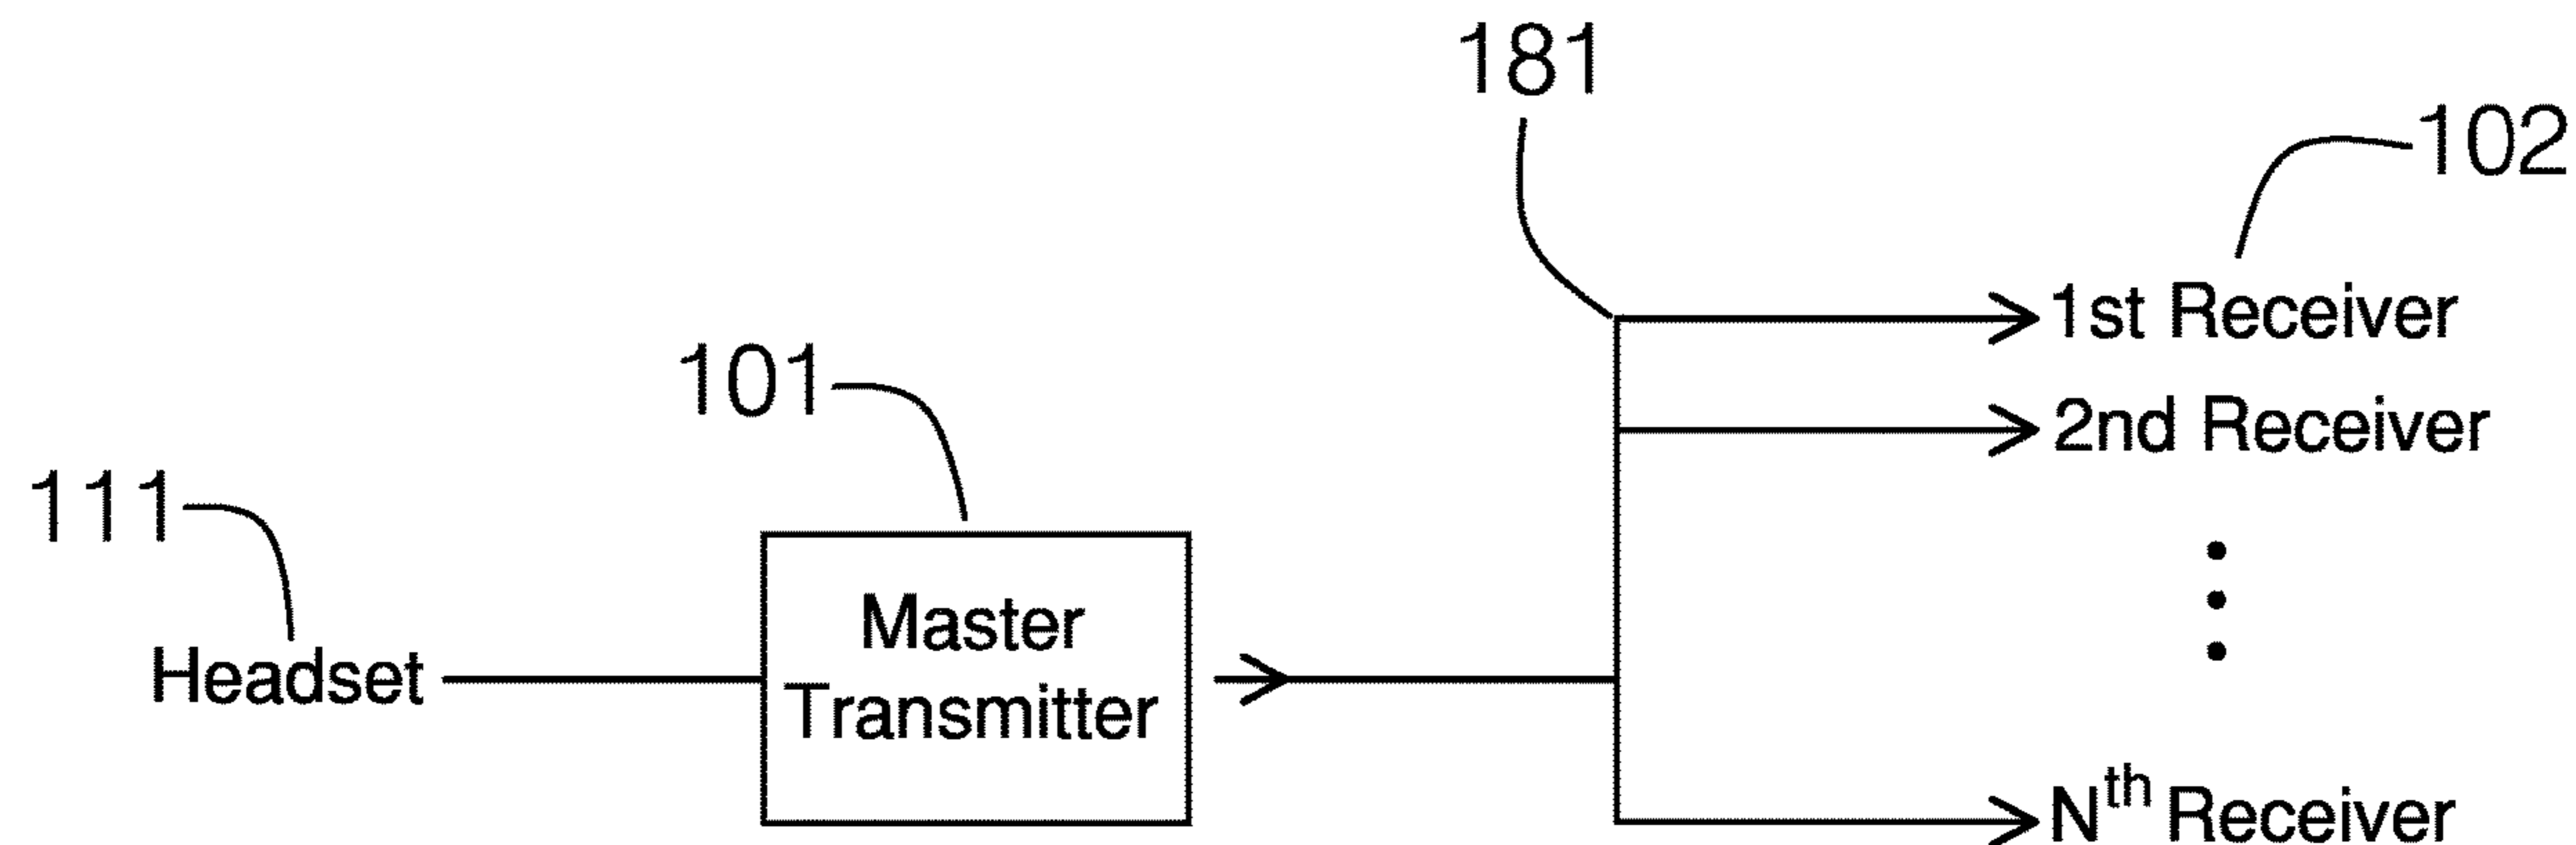 181
102
1st Receiver
101
2nd Receiver
111
Master
Transmitter
Headset
Nth Receiver